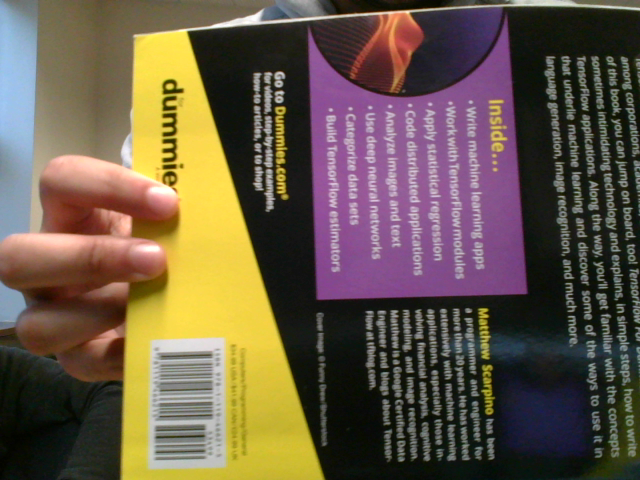 among corporations,
of this book, you can jump on board, too! TensorFlow
sometimes intimidating technology and explains, in simple steps, how to write
TensorFlow applications. Along the way, you'll get familiar with the concepts
that underlie machine learning and discover some of the ways to use it in
language generation, image recognition, and much more.
Inside...
• Write machine learning apps
• Work with TensorFlow modules
• Apply statistical regression
• Code distributed applications
• Analyze images and text
• Use deep neural networks
• Categorize data sets
• Build TensorFlow estimators
Matthew Scarpino has been
a programmer and engineer for
more than 20 years. He has worked
extensively with machine learning
applications, especially those in-
volving financial analysis, cognitive
modeling, and image recognition.
Matthew is a Google Certified Data
Engineer and blogs about Tensor-
Flow at
Go to Dummies.com®
for videos, step-by-step examples,
how-to articles, or to shop!
dummies
Cover Image: ©
Computers/Programming/General